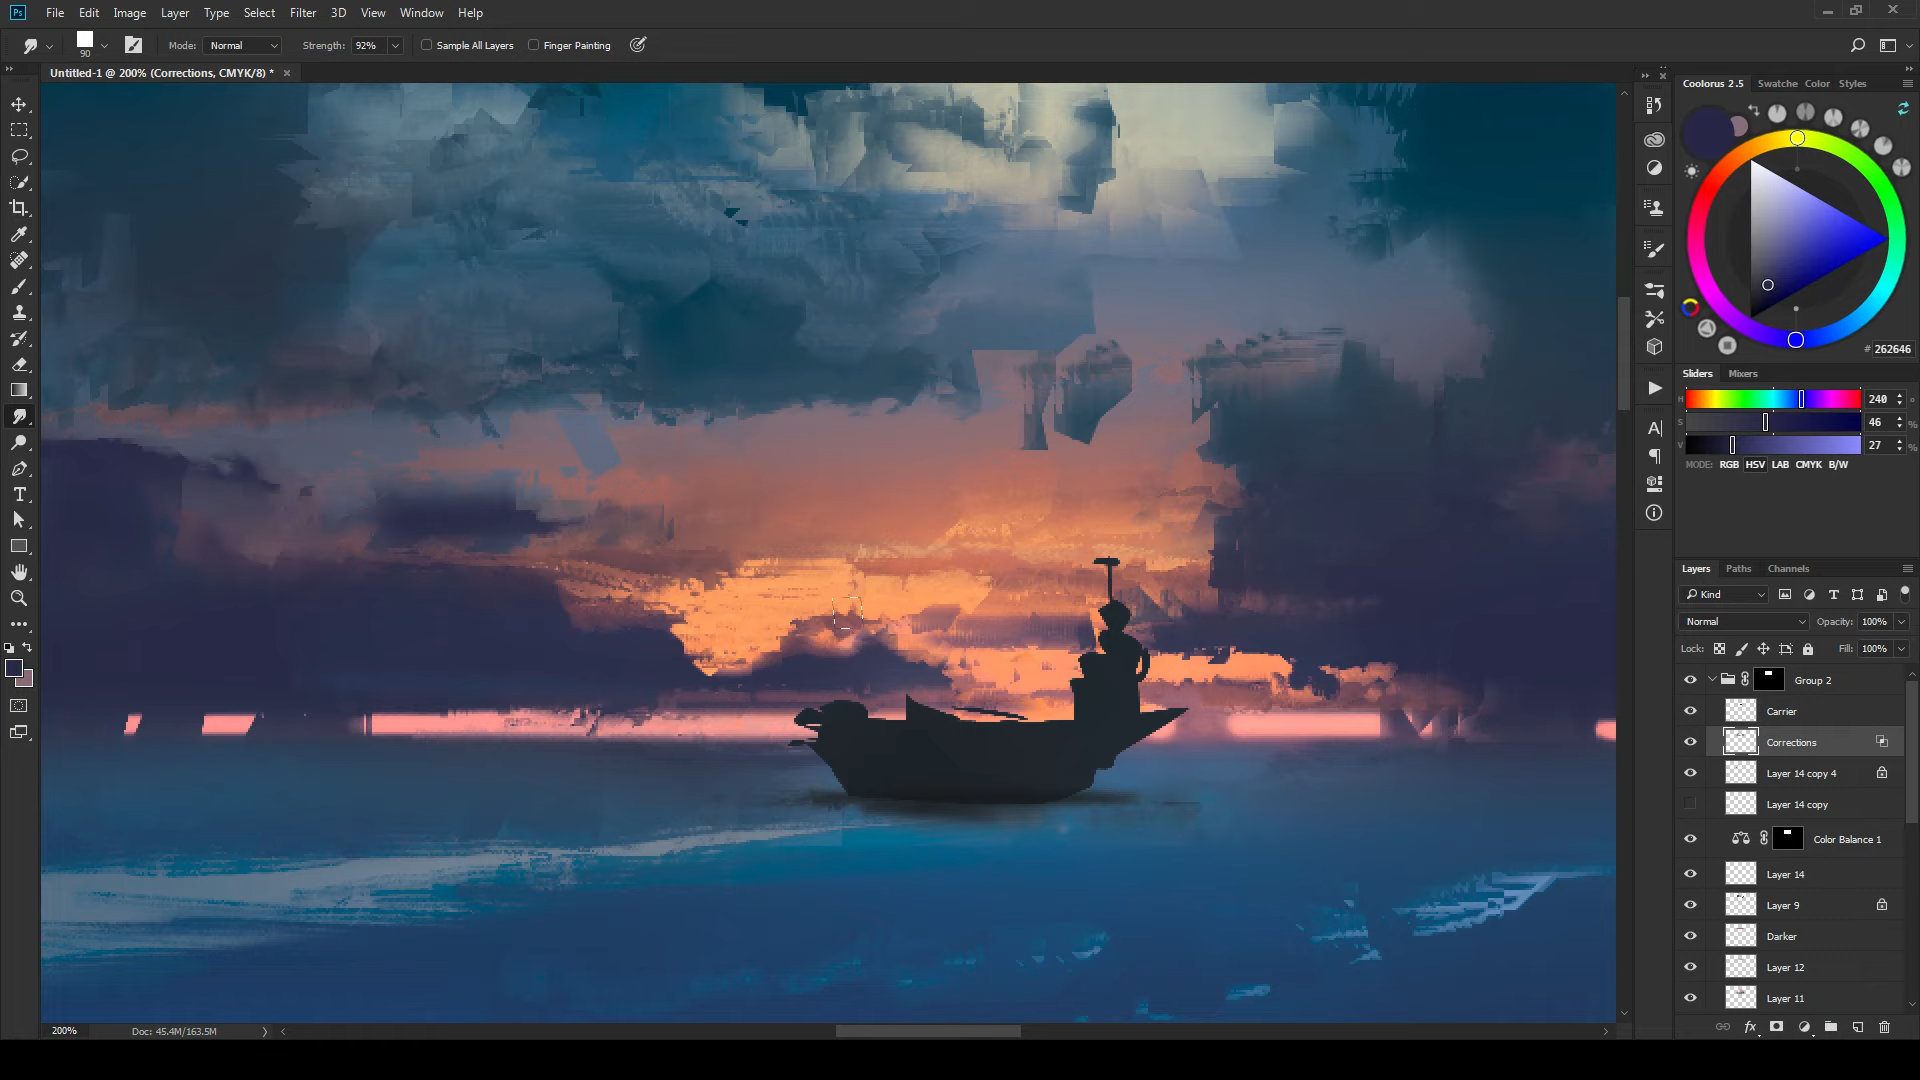 Ps File Edit Image Layer Type Select Filter 3D View Window Help
90 Mode: Normal Strength: 92% Sample All Layers Finger Painting
Untitled-1 @ 200% (Corrections, CMYK/8) * ×
Coolorus 2.5 Swatche Color Styles
# 262646
Sliders Mixers
H 240 °
S 46 %
V 27 %
MODE: RGB HSV LAB CMYK B/W
Layers Paths Channels
Kind
Normal Opacity: 100%
Lock: Fill: 100%
Group 2
Carrier
Corrections
Layer 14 copy 4
Layer 14 copy
Color Balance 1
Layer 14
Layer 9
Darker
Layer 12
Layer 11
fx
200% Doc: 45.4M/163.5M